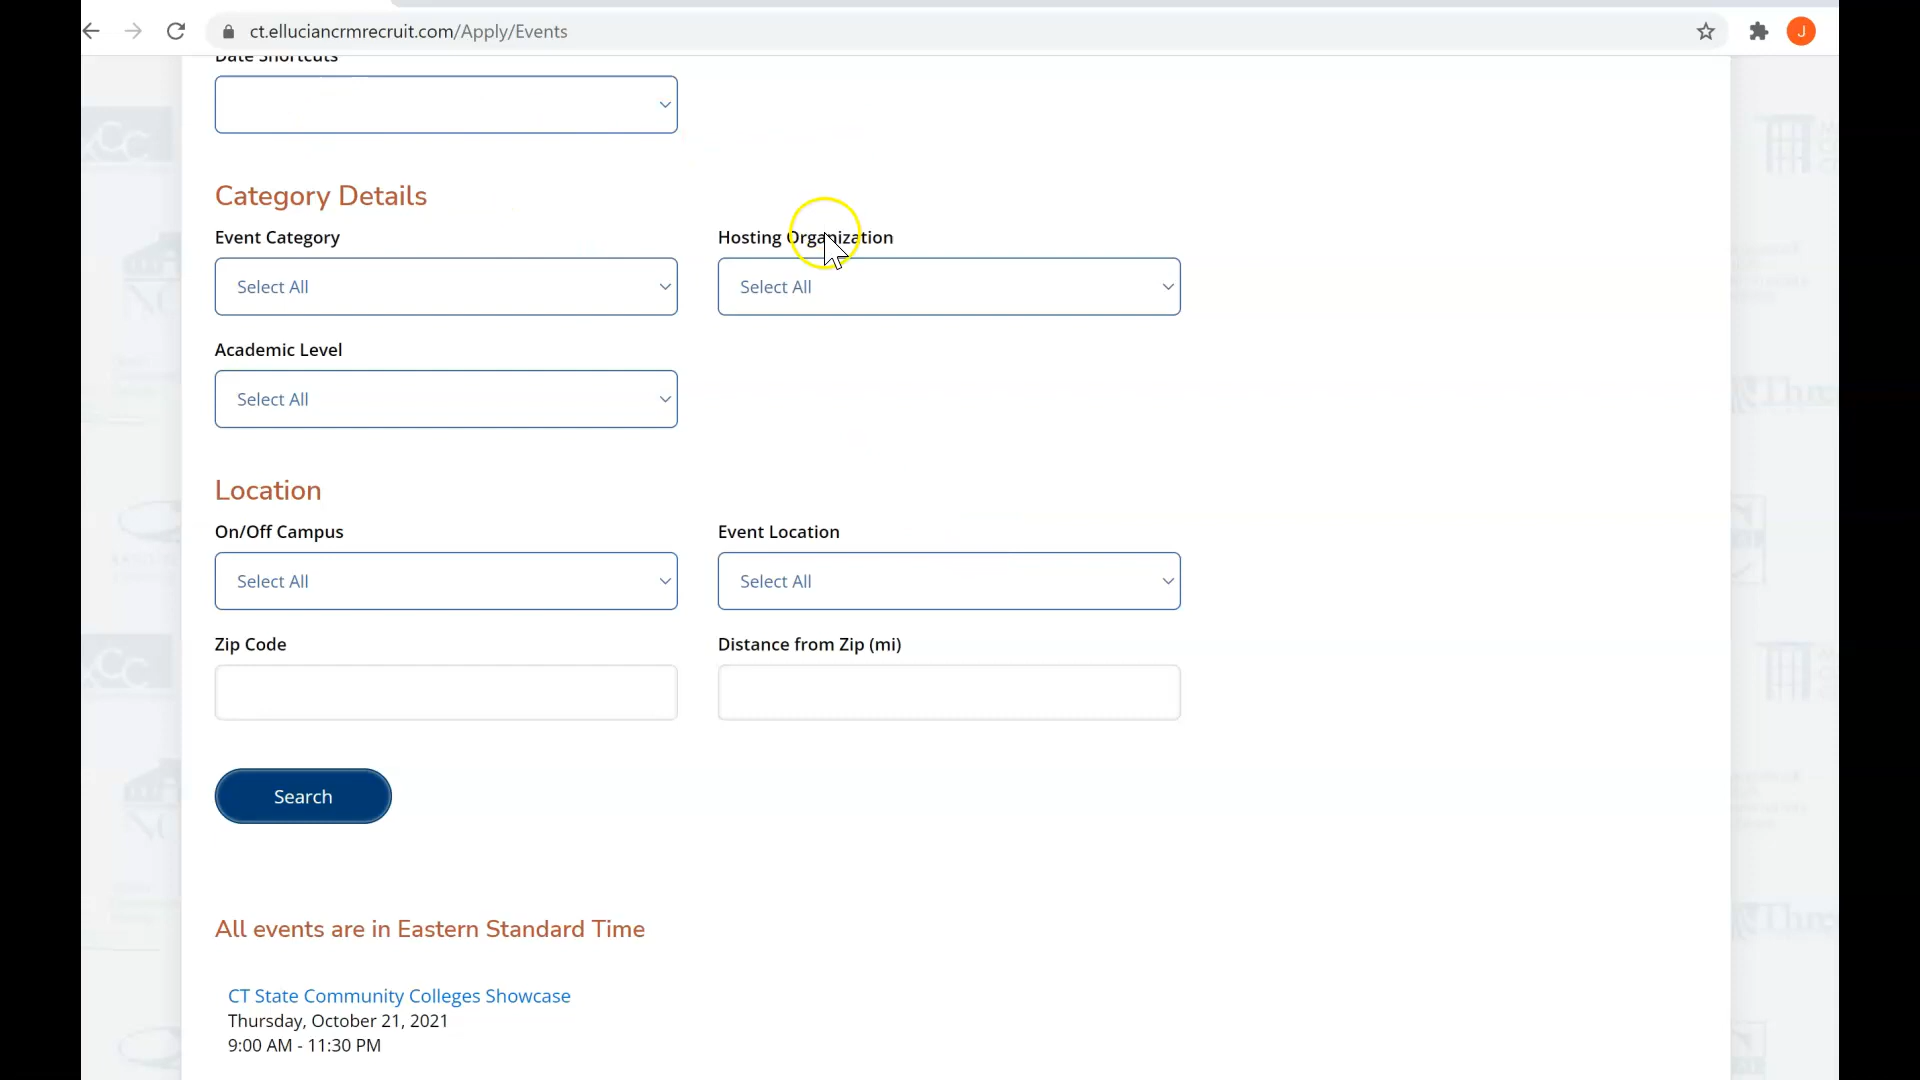 ct.elluciancrmrecruit.com/Apply/Events
J
Date Shortcuts
Category Details
Event Category
Hosting Organization
Select All
Select All
Academic Level
Select All
Location
On/Off Campus
Event Location
Select All
Select All
Zip Code
Distance from Zip (mi)
Search
All events are in Eastern Standard Time
CT State Community Colleges Showcase
Thursday, October 21, 2021
9:00 AM - 11:30 PM